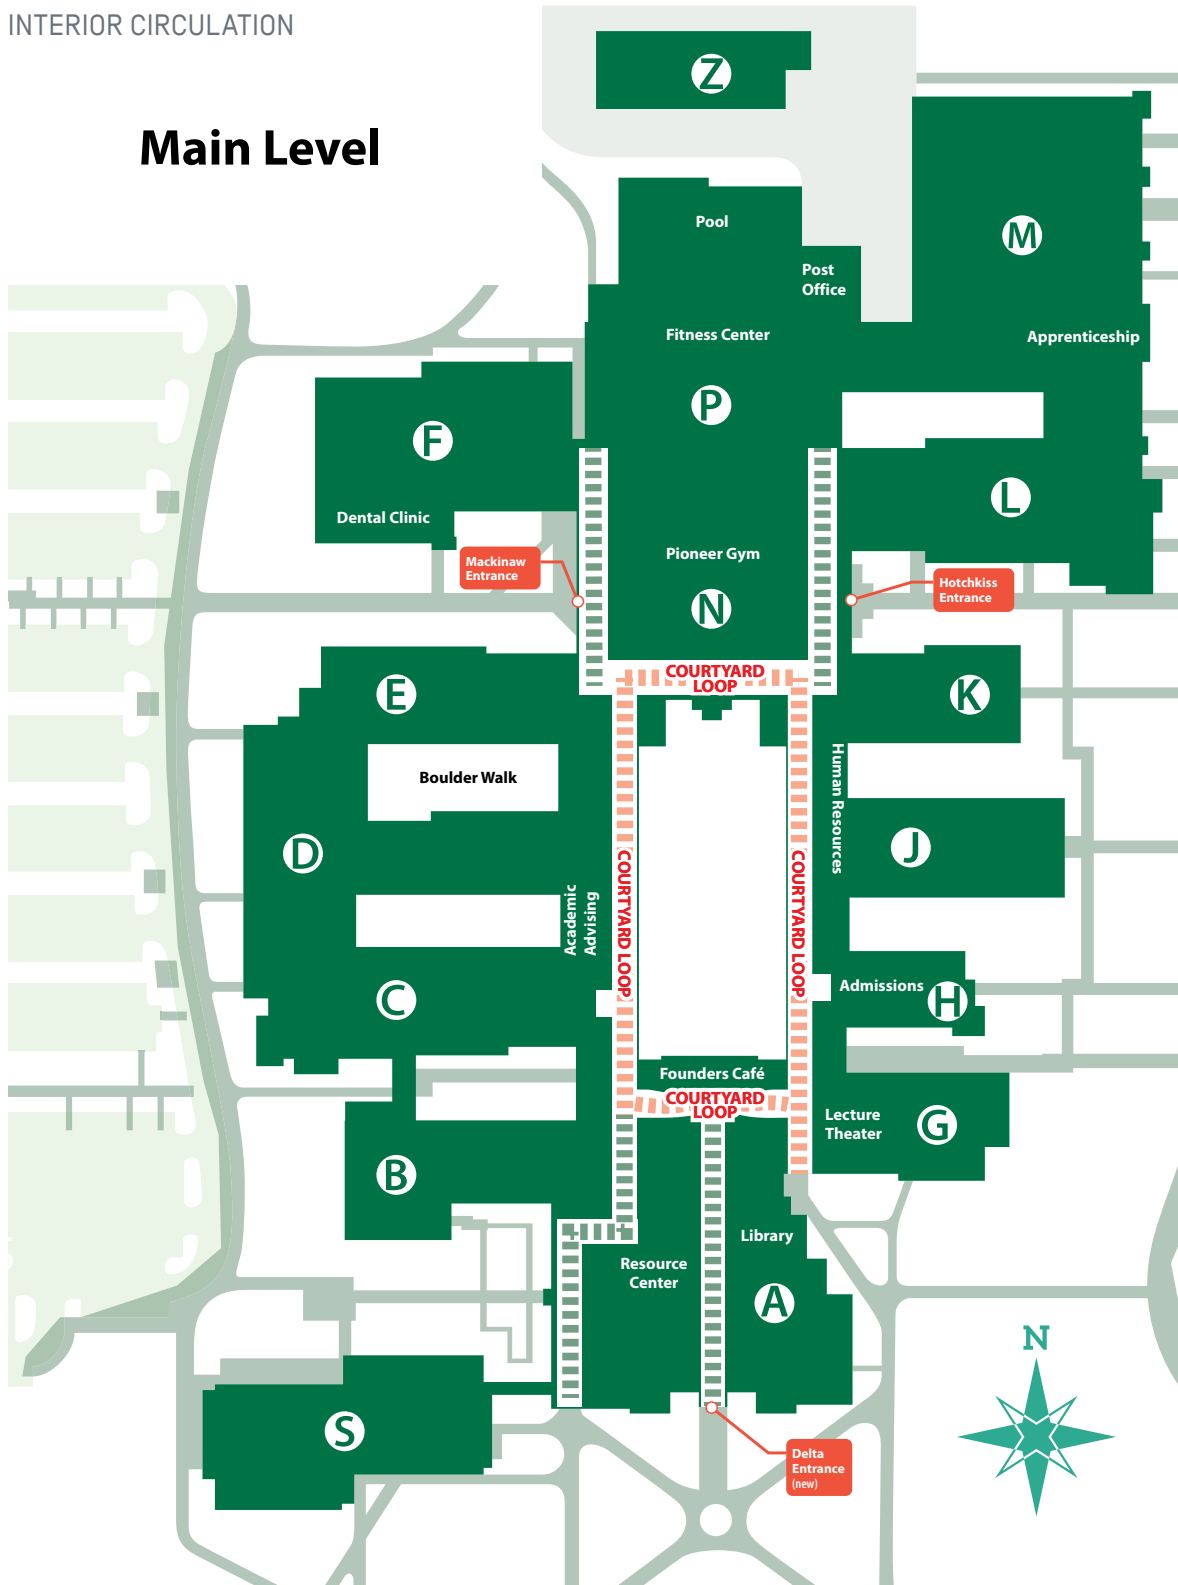 INTERIOR CIRCULATION
Main Level
Z
Pool
M
Post
Office
Fitness Center
Apprenticeship
P
F
L
Dental Clinic
Pioneer Gym
Mackinaw
Entrance
Hotchkiss
Entrance
N
COURTYARD
LOOP
E
K
Boulder Walk
Human Resources
D
J
COURTYARD LOOP
COURTYARD LOOP
Academic
Advising
C
Admissions
H
Founders Café
COURTYARD
LOOP
Lecture
Theater
G
B
Library
Resource
Center
A
N
S
Delta
Entrance
(new)